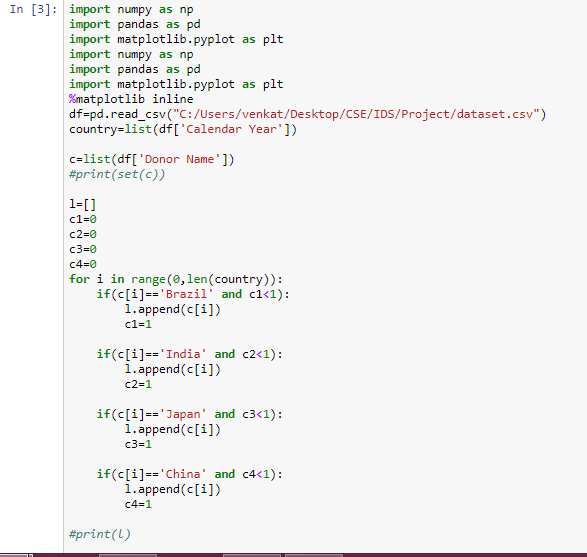 In [3]: import numpy as np
import pandas as pd
import matplotlib.pyplot as plt
import numpy as np
import pandas as pd
import matplotlib.pyplot as plt
%matplotlib inline
df=pd.read_csv("C:/Users/venkat/Desktop/CSE/IDS/Project/dataset.csv")
country=list(df['Calendar Year'])

c=list(df['Donor Name'])
#print(set(c))

l=[]
c1=0
c2=0
c3=0
c4=0
for i in range(0,len(country)):
    if(c[i]=='Brazil' and c1<1):
        l.append(c[i])
        c1=1

    if(c[i]=='India' and c2<1):
        l.append(c[i])
        c2=1

    if(c[i]=='Japan' and c3<1):
        l.append(c[i])
        c3=1

    if(c[i]=='China' and c4<1):
        l.append(c[i])
        c4=1

#print(l)